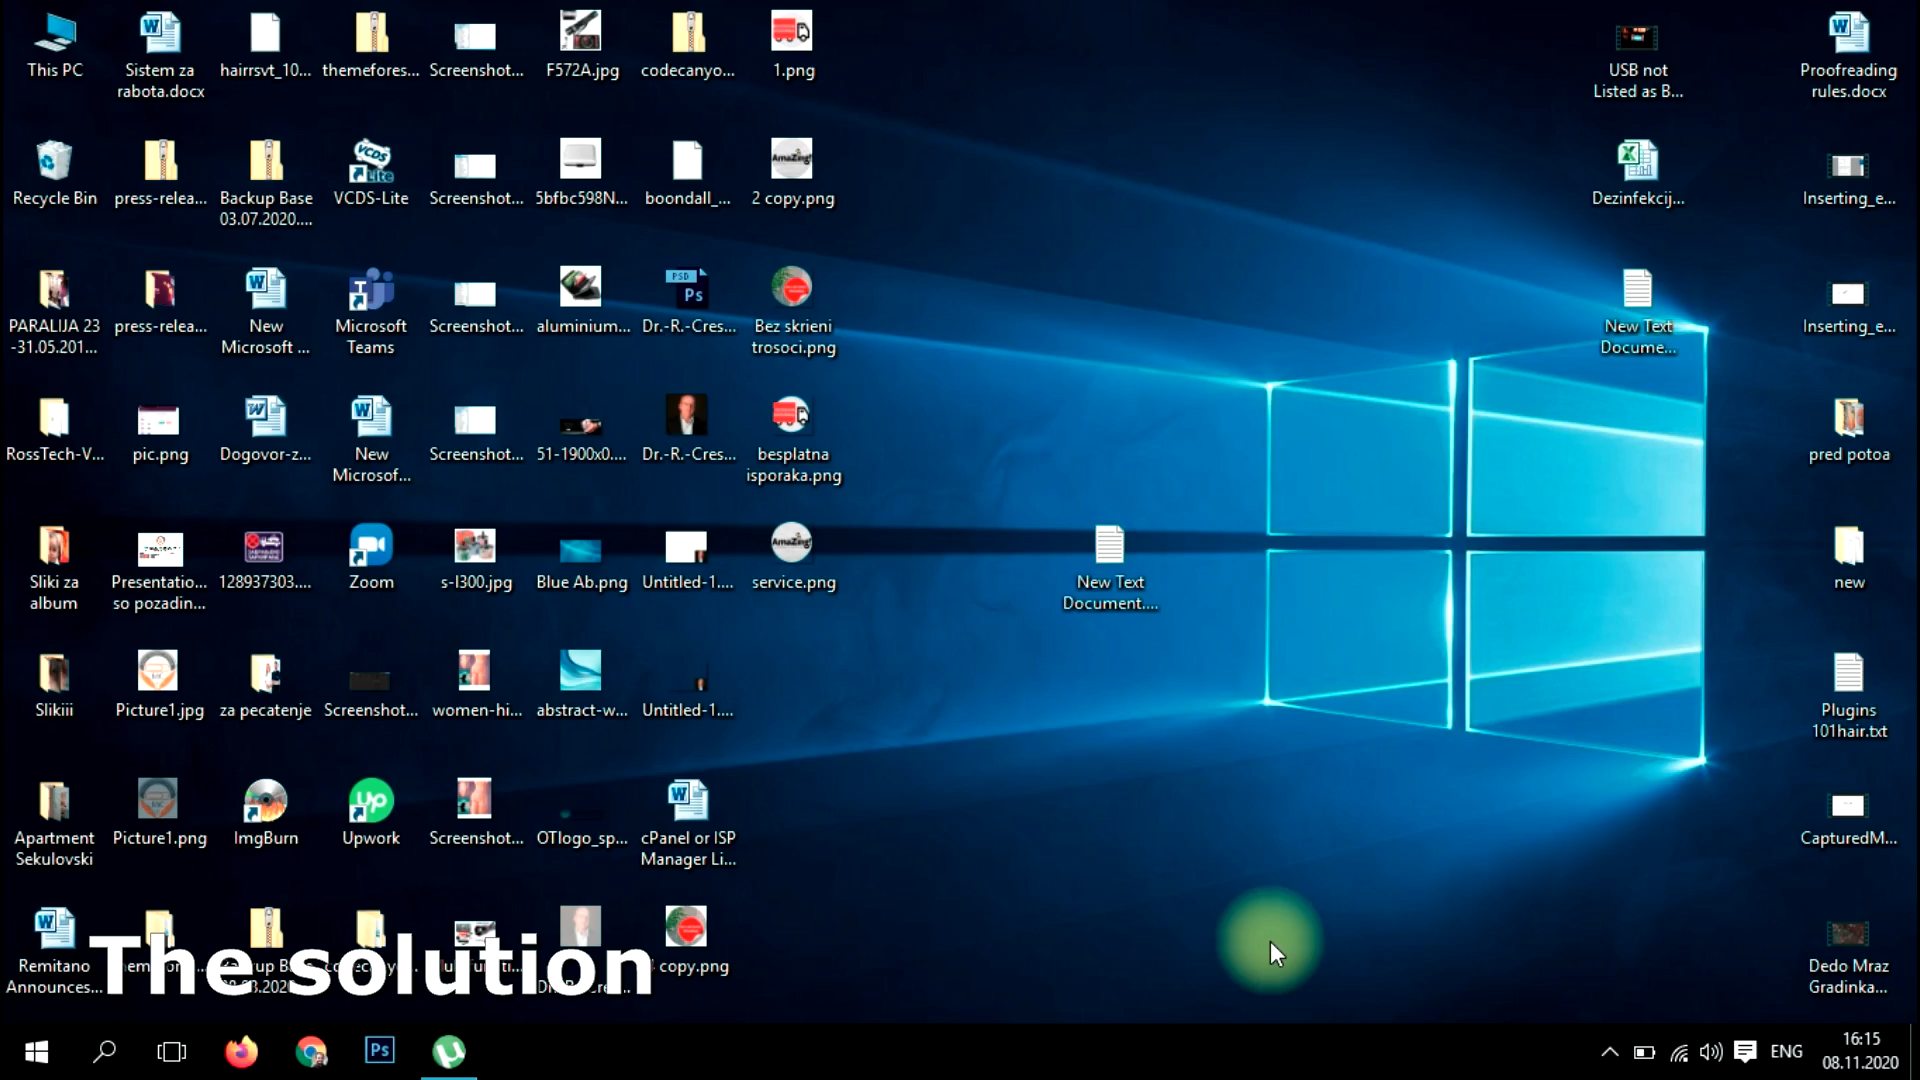 This PC
Sistem za
rabota.docx
hairrsvt_10...
themefores...
Screenshot...
F572A.jpg
codecanyo...
1.png
USB not
Listed as B...
Proofreading
rules.docx
Recycle Bin
press-relea...
Backup Base
03.07.2020....
VCDS-Lite
Screenshot...
5bfbc598N...
boondall_...
2 copy.png
Dezinfekcij...
Inserting_e...
PARALIJA 23
-31.05.201...
press-relea...
New
Microsoft ...
Microsoft
Teams
Screenshot...
aluminium...
Dr.-R.-Cres...
Bez skrieni
trosoci.png
New Text
Docume...
Inserting_e...
RossTech-V...
pic.png
Dogovor-z...
New
Microsof...
Screenshot...
51-1900x0....
Dr.-R.-Cres...
besplatna
isporaka.png
pred potoa
Sliki za
album
Presentatio...
so pozadin...
128937303....
Zoom
s-l300.jpg
Blue Ab.png
Untitled-1....
service.png
New Text
Document....
new
Slikiii
Picture1.jpg
za pecatenje
Screenshot...
women-hi...
abstract-w...
Untitled-1....
Plugins
101hair.txt
Apartment
Sekulovski
Picture1.png
ImgBurn
Upwork
Screenshot...
OTlogo_sp...
cPanel or ISP
Manager Li...
CapturedM...
Remitano
Announces...
copy.png
Dedo Mraz
Gradinka...
The solution
ENG
16:15
08.11.2020